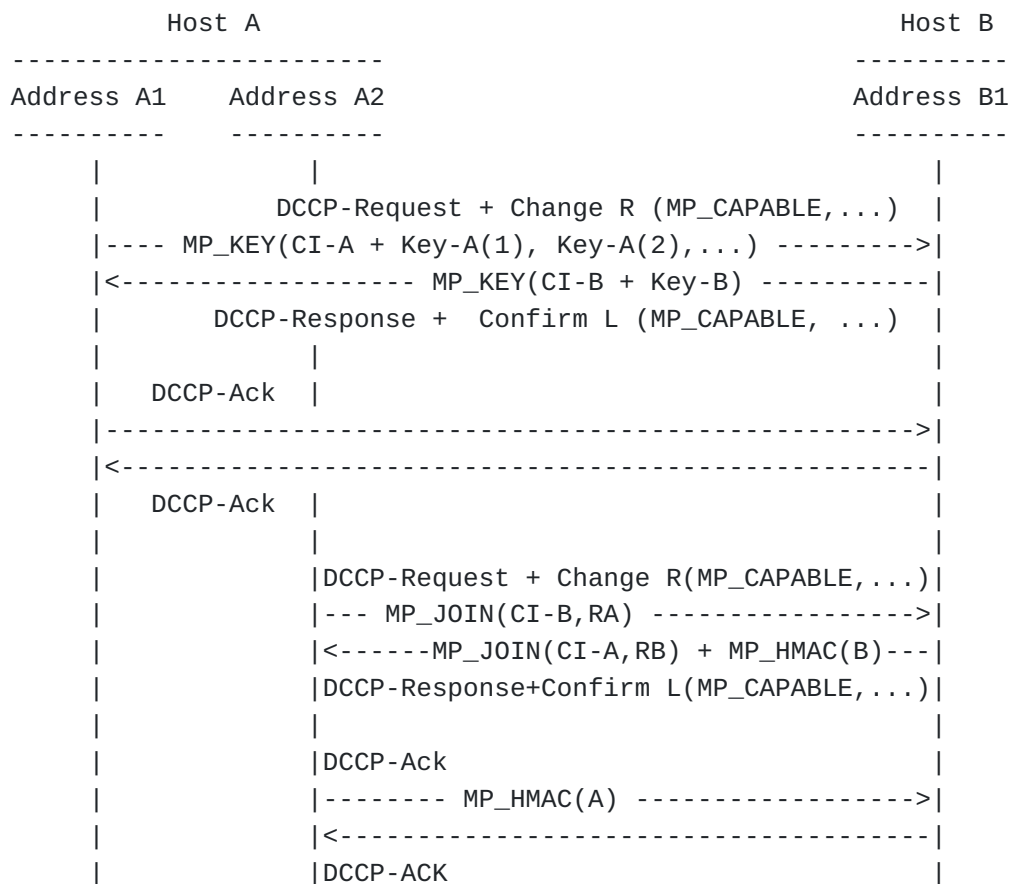 Host A                                         Host B
------------------------                              ----------
Address A1    Address A2                              Address B1
----------    ----------                              ----------
     |             |                                       |
     |           DCCP-Request + Change R (MP_CAPABLE,...)  |
     |---- MP_KEY(CI-A + Key-A(1), Key-A(2),...) --------->|
     |<------------------- MP_KEY(CI-B + Key-B) -----------|
     |       DCCP-Response +  Confirm L (MP_CAPABLE, ...)  |
     |             |                                       |
     |   DCCP-Ack  |                                       |
     |---------------------------------------------------->|
     |<----------------------------------------------------|
     |   DCCP-Ack  |                                       |
     |             |                                       |
     |             |DCCP-Request + Change R(MP_CAPABLE,...)|
     |             |--- MP_JOIN(CI-B,RA) ----------------->|
     |             |<------MP_JOIN(CI-A,RB) + MP_HMAC(B)---|
     |             |DCCP-Response+Confirm L(MP_CAPABLE,...)|
     |             |                                       |
     |             |DCCP-Ack                               |
     |             |-------- MP_HMAC(A) ------------------>|
     |             |<--------------------------------------|
     |             |DCCP-ACK                               |